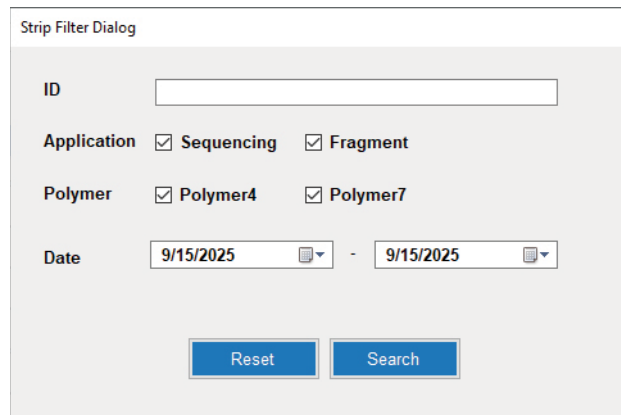 Strip Filter Dialog
ID
Application Sequencing Fragment
Polymer Polymer4 Polymer7
Date 9/15/2025 - 9/15/2025
Reset Search